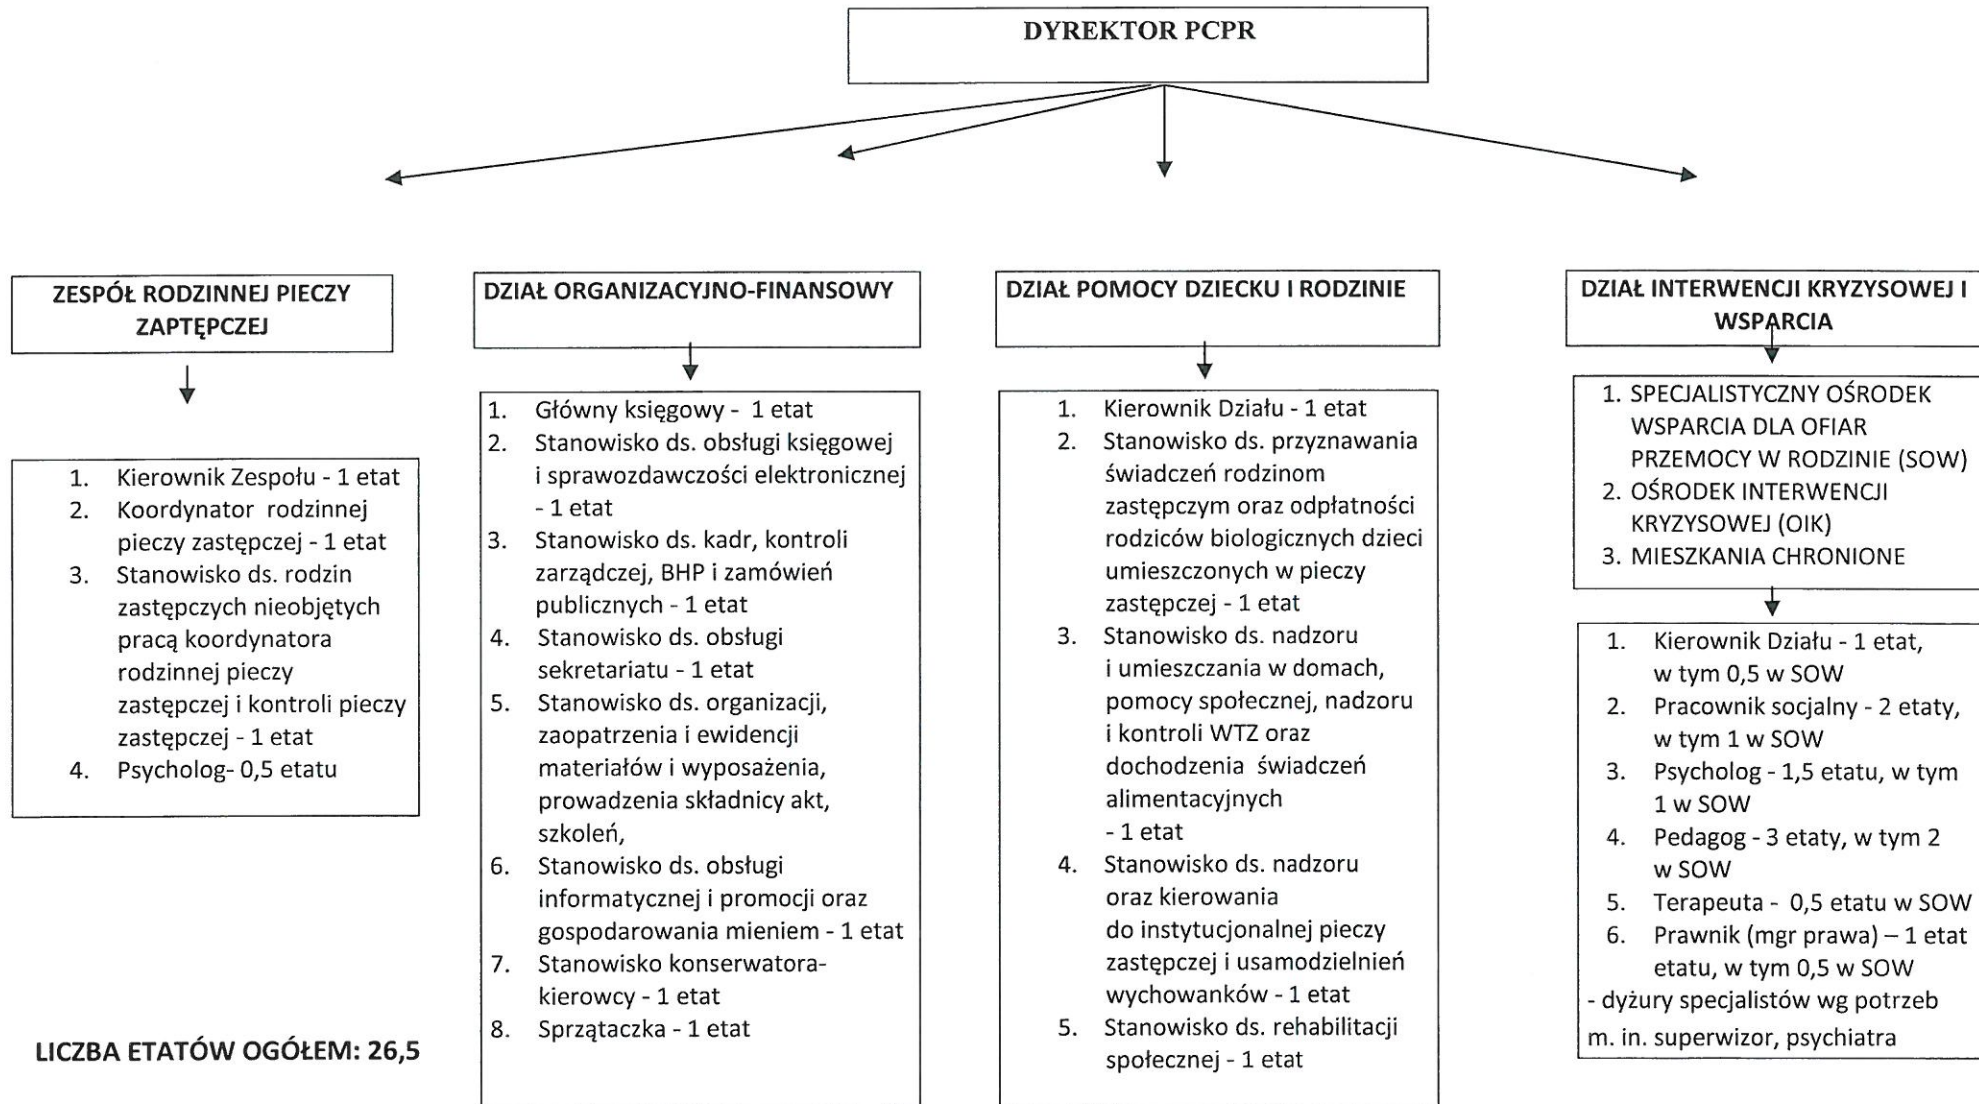 DYREKTOR PCPR
ZESPÓŁ RODZINNEJ PIECZY
ZAPTĘPCZEJ
1. Kierownik Zespołu - 1 etat
2. Koordynator rodzinnej
pieczy zastępczej - 1 etat
3. Stanowisko ds. rodzin
zastępczych nieobjętych
pracą koordynatora
rodzinnej pieczy
zastępczej i kontroli pieczy
zastępczej - 1 etat
4. Psycholog- 0,5 etatu
LICZBA ETATÓW OGÓŁEM: 26,5
DZIAŁ ORGANIZACYJNO-FINANSOWY
1. Główny księgowy - 1 etat
2. Stanowisko ds. obsługi księgowej
i sprawozdawczości elektronicznej
- 1 etat
3. Stanowisko ds. kadr, kontroli
zarządczej, BHP i zamówień
publicznych - 1 etat
4. Stanowisko ds. obsługi
sekretariatu - 1 etat
5. Stanowisko ds. organizacji,
zaopatrzenia i ewidencji
materiałów i wyposażenia,
prowadzenia składnicy akt,
szkoleń,
6. Stanowisko ds. obsługi
informatycznej i promocji oraz
gospodarowania mieniem - 1 etat
7. Stanowisko konserwatora-
kierowcy - 1 etat
8. Sprzątaczka - 1 etat
DZIAŁ POMOCY DZIECKU I RODZINIE
1. Kierownik Działu - 1 etat
2. Stanowisko ds. przyznawania
świadczeń rodzinom
zastępczym oraz odpłatności
rodziców biologicznych dzieci
umieszczonych w pieczy
zastępczej - 1 etat
3. Stanowisko ds. nadzoru
i umieszczania w domach,
pomocy społecznej, nadzoru
i kontroli WTZ oraz
dochodzenia świadczeń
alimentacyjnych
- 1 etat
4. Stanowisko ds. nadzoru
oraz kierowania
do instytucjonalnej pieczy
zastępczej i usamodzielnień
wychowanków - 1 etat
5. Stanowisko ds. rehabilitacji
społecznej - 1 etat
DZIAŁ INTERWENCJI KRYZYSOWEJ I
WSPARCIA
1. SPECJALISTYCZNY OŚRODEK
WSPARCIA DLA OFIAR
PRZEMOCY W RODZINIE (SOW)
2. OŚRODEK INTERWENCJI
KRYZYSOWEJ (OIK)
3. MIESZKANIA CHRONIONE
1. Kierownik Działu - 1 etat,
w tym 0,5 w SOW
2. Pracownik socjalny - 2 etaty,
w tym 1 w SOW
3. Psycholog - 1,5 etatu, w tym
1 w SOW
4. Pedagog - 3 etaty, w tym 2
w SOW
5. Terapeuta - 0,5 etatu w SOW
6. Prawnik (mgr prawa) – 1 etat
etatu, w tym 0,5 w SOW
- dyżury specjalistów wg potrzeb
m. in. superwizor, psychiatra